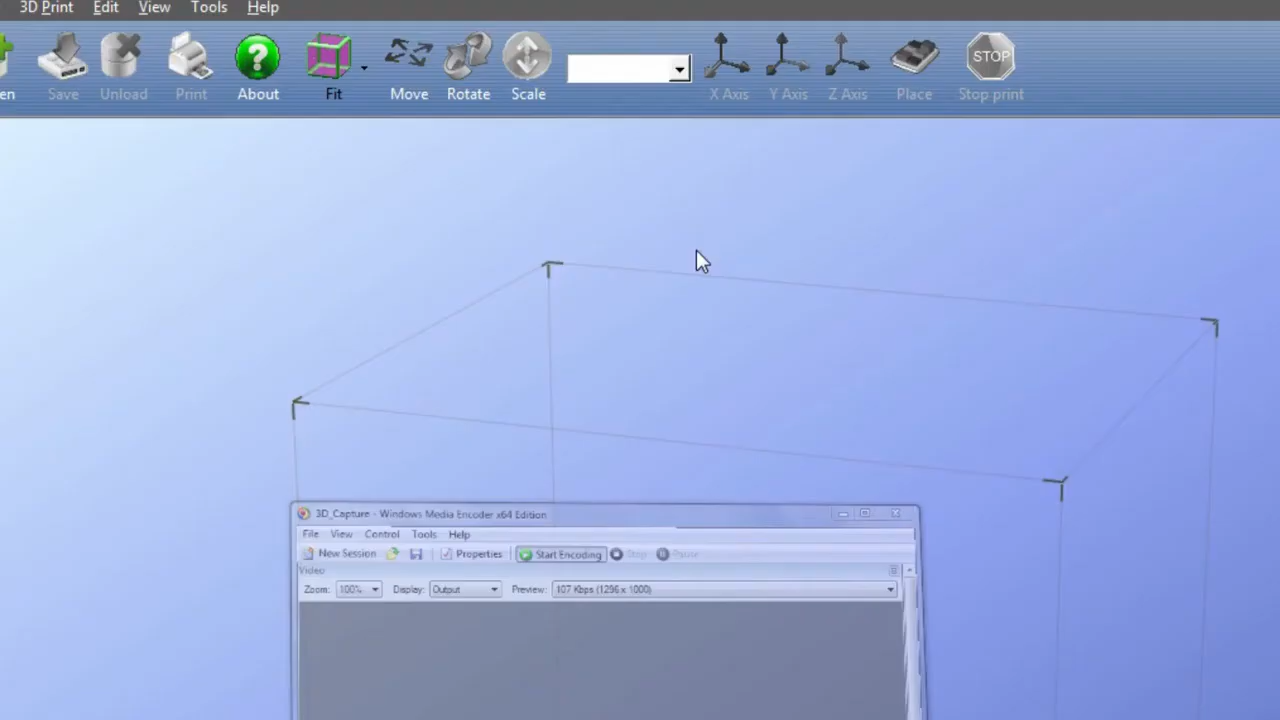 3D Print Edit View Tools Help
en Save Unload Print About Fit Move Rotate Scale X Axis Y Axis Z Axis Place Stop print
STOP
3D_Capture - Windows Media Encoder x64 Edition
File View Control Tools Help
New Session Properties Start Encoding Stop Pause
Video
Zoom: 100% Display: Output Preview: 107 Kbps (1296 x 1000)